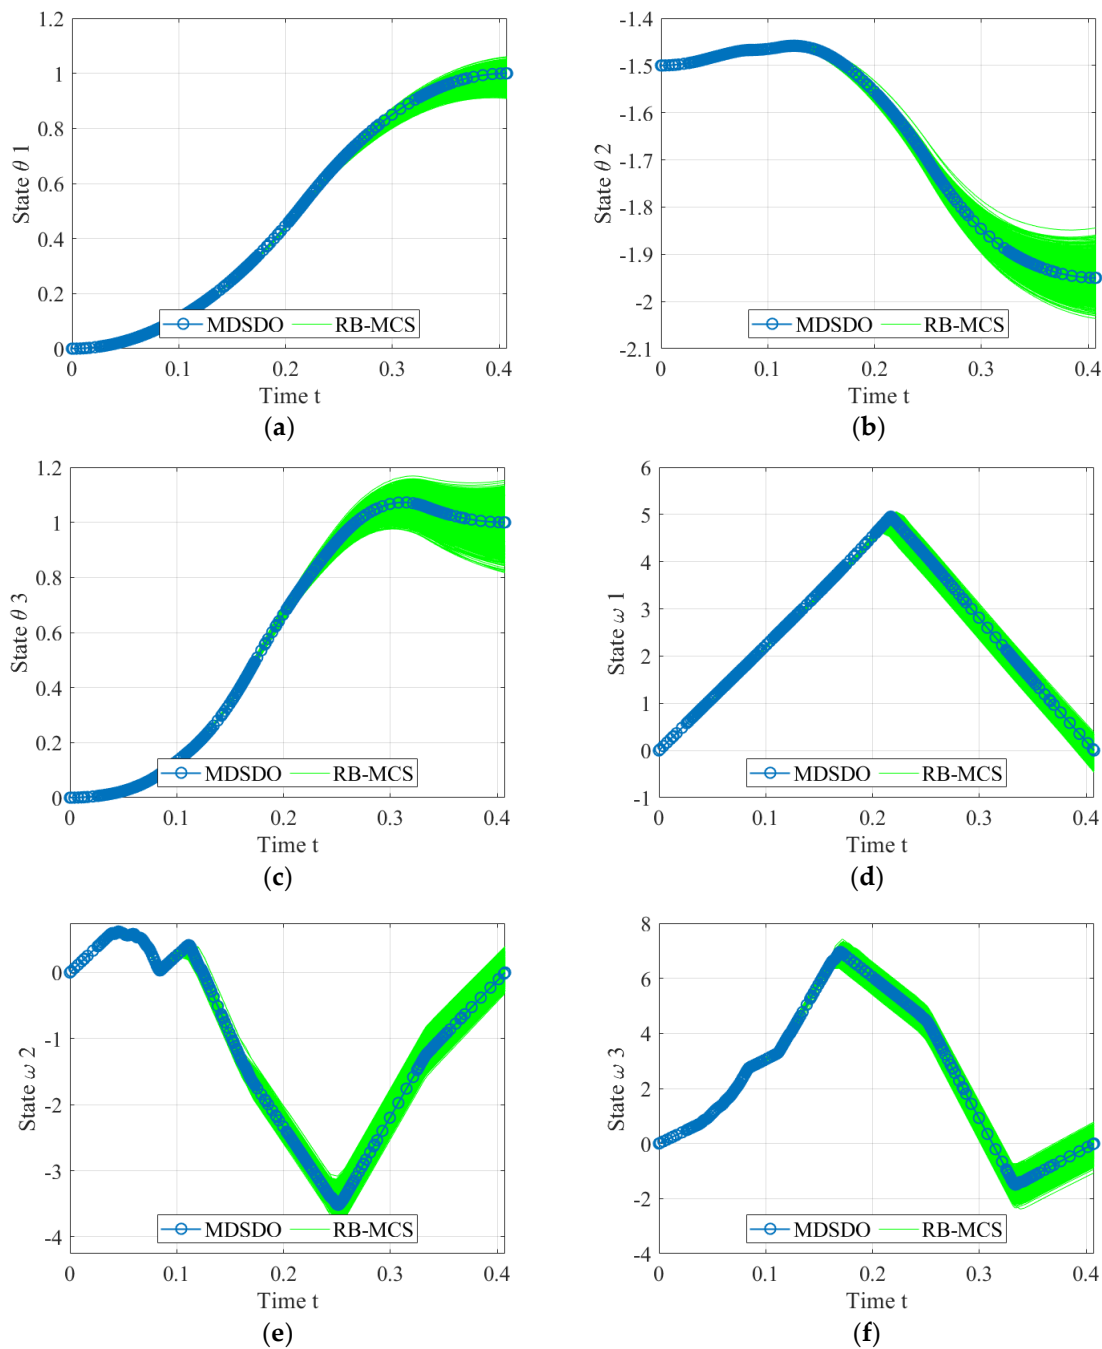 1.2
1
0.8
0.6
0.4
0.2
0
State θ 1
MDSDO RB-MCS
0 0.1 0.2 0.3 0.4
Time t
(a)
-1.4
-1.5
-1.6
-1.7
-1.8
-1.9
-2
-2.1
State θ 2
MDSDO RB-MCS
0 0.1 0.2 0.3 0.4
Time t
(b)
1.2
1
0.8
0.6
0.4
0.2
0
State θ 3
MDSDO RB-MCS
0 0.1 0.2 0.3 0.4
Time t
(c)
6
5
4
3
2
1
0
-1
State ω 1
MDSDO RB-MCS
0 0.1 0.2 0.3 0.4
Time t
(d)
0
-1
-2
-3
-4
State ω 2
MDSDO RB-MCS
0 0.1 0.2 0.3 0.4
Time t
(e)
8
6
4
2
0
-2
-4
State ω 3
MDSDO RB-MCS
0 0.1 0.2 0.3 0.4
Time t
(f)